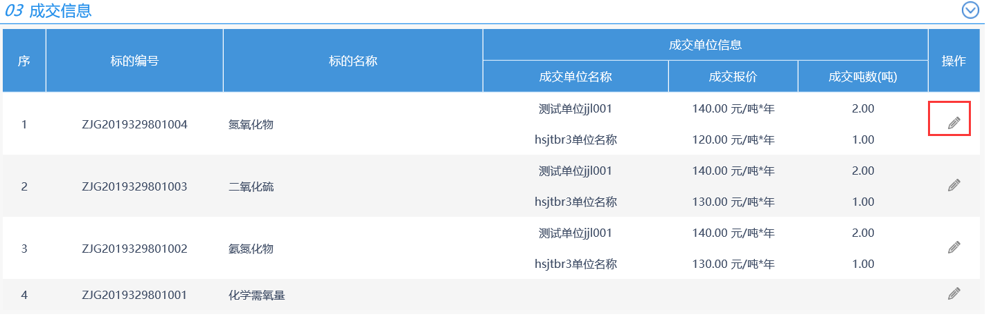 03 成交信息
序 标的编号 标的名称 成交单位信息 操作
成交单位名称 成交报价 成交吨数(吨)
1 ZJG2019329801004 氮氧化物 测试单位jjl001 140.00 元/吨*年 2.00
hsjtbr3单位名称 120.00 元/吨*年 1.00
2 ZJG2019329801003 二氧化硫 测试单位jjl001 140.00 元/吨*年 2.00
hsjtbr3单位名称 130.00 元/吨*年 1.00
3 ZJG2019329801002 氨氮化物 测试单位jjl001 140.00 元/吨*年 2.00
hsjtbr3单位名称 130.00 元/吨*年 1.00
4 ZJG2019329801001 化学需氧量